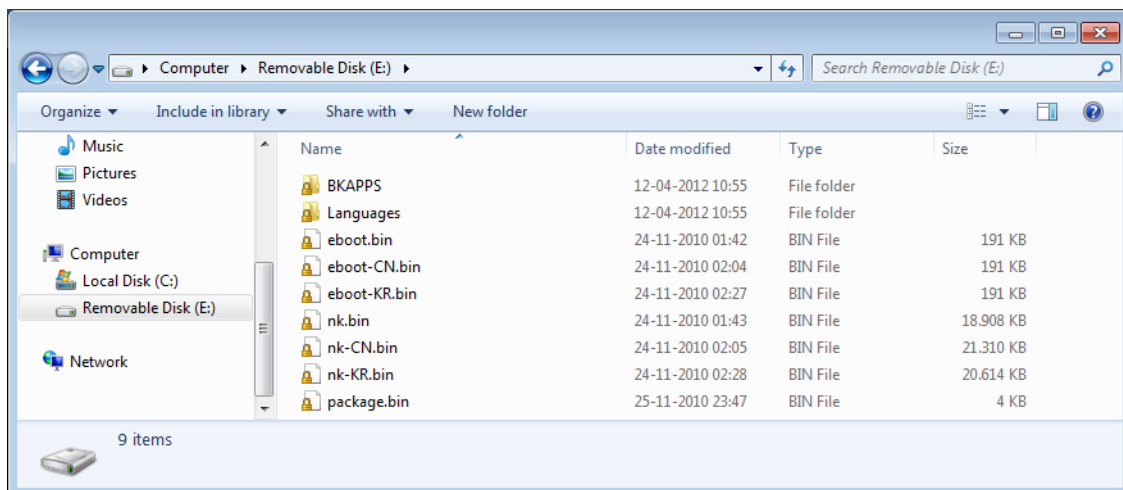 Computer Removable Disk (E:) Search Removable Disk (E:)
Organize Include in library Share with New folder
Music
Pictures
Videos
Computer
Local Disk (C:)
Removable Disk (E:)
Network
Name Date modified Type Size
BKAPPS 12-04-2012 10:55 File folder
Languages 12-04-2012 10:55 File folder
eboot.bin 24-11-2010 01:42 BIN File 191 KB
eboot-CN.bin 24-11-2010 02:04 BIN File 191 KB
eboot-KR.bin 24-11-2010 02:27 BIN File 191 KB
nk.bin 24-11-2010 01:43 BIN File 18.908 KB
nk-CN.bin 24-11-2010 02:05 BIN File 21.310 KB
nk-KR.bin 24-11-2010 02:28 BIN File 20.614 KB
package.bin 25-11-2010 23:47 BIN File 4 KB
9 items